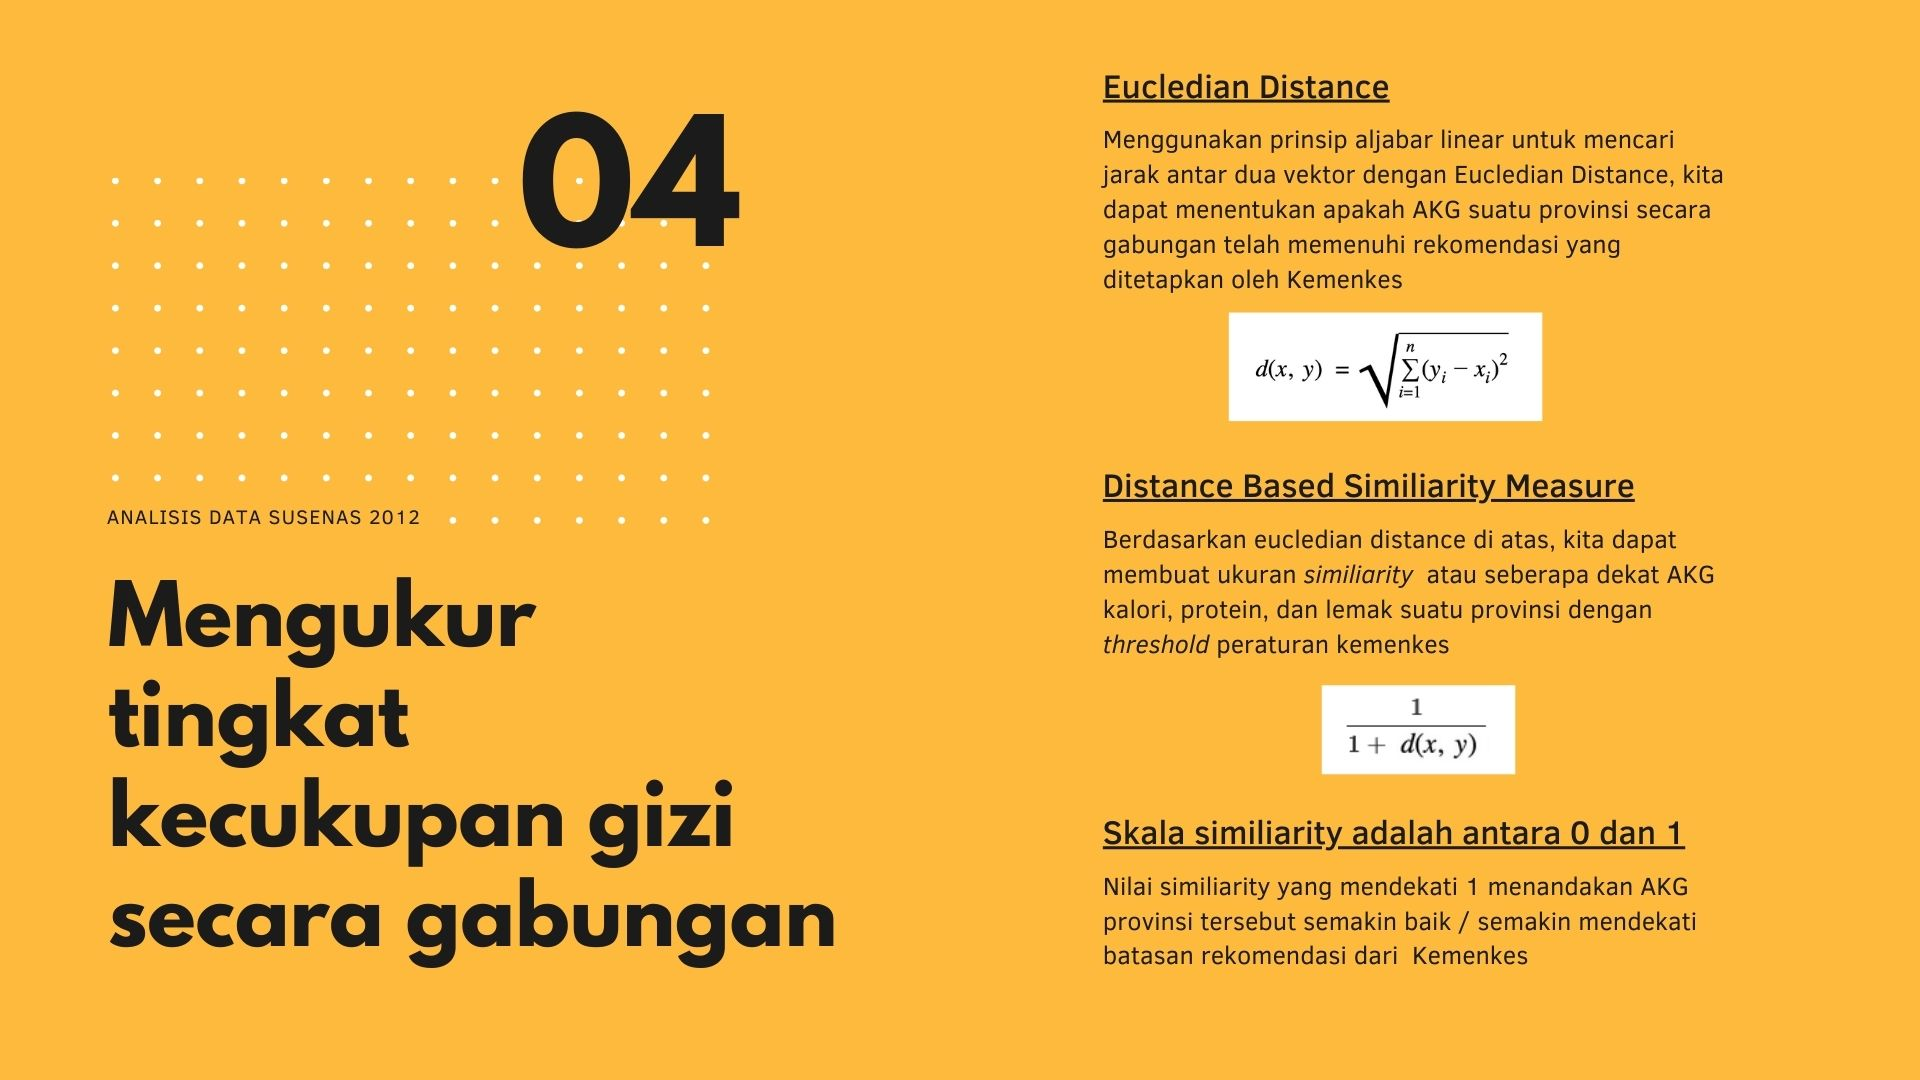 04
ANALISIS DATA SUSENAS 2012
Mengukur
tingkat
kecukupan gizi
secara gabungan
Eucledian Distance
Menggunakan prinsip aljabar linear untuk mencari
jarak antar dua vektor dengan Eucledian Distance, kita
dapat menentukan apakah AKG suatu provinsi secara
gabungan telah memenuhi rekomendasi yang
ditetapkan oleh Kemenkes
d(x, y) = √ n ∑ i=1 (yᵢ − xᵢ)²
Distance Based Similiarity Measure
Berdasarkan eucledian distance di atas, kita dapat
membuat ukuran similiarity atau seberapa dekat AKG
kalori, protein, dan lemak suatu provinsi dengan
threshold peraturan kemenkes
1
1 + d(x, y)
Skala similiarity adalah antara 0 dan 1
Nilai similiarity yang mendekati 1 menandakan AKG
provinsi tersebut semakin baik / semakin mendekati
batasan rekomendasi dari Kemenkes